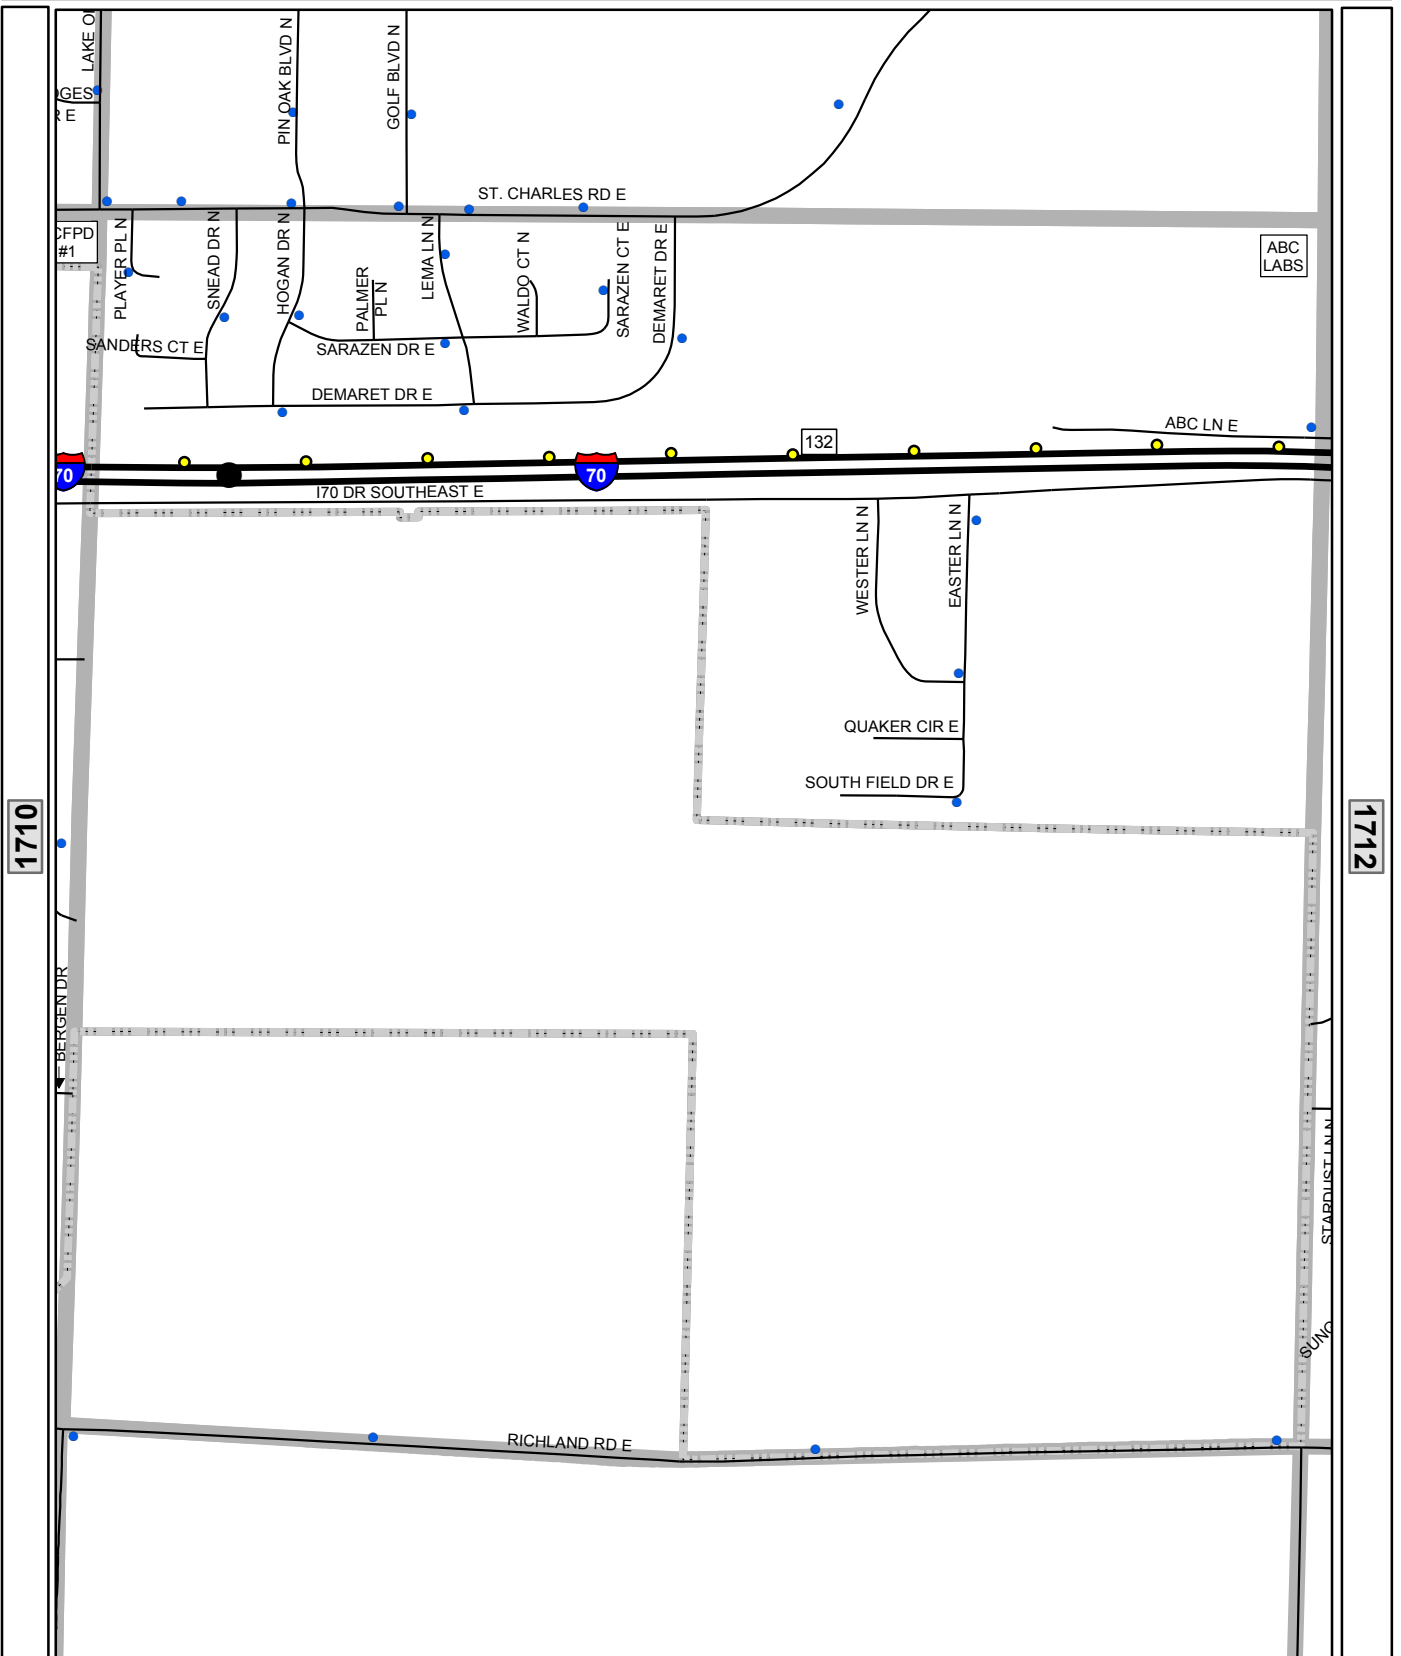 LAKE O
PIN OAK BLVD N
GOLF BLVD N
DGES
R E
ST. CHARLES RD E
CFPD
#1
PLAYER PL N
SNEAD DR N
HOGAN DR N
PALMER
PL N
LEMA LN N
WALDO CT N
SARAZEN CT E
DEMARET DR E
ABC
LABS
SANDERS CT E
SARAZEN DR E
DEMARET DR E
ABC LN E
132
70
70
I70 DR SOUTHEAST E
WESTER LN N
EASTER LN N
QUAKER CIR E
SOUTH FIELD DR E
1710
1712
BERGEN DR
STARDUST LN N
SUNG
RICHLAND RD E